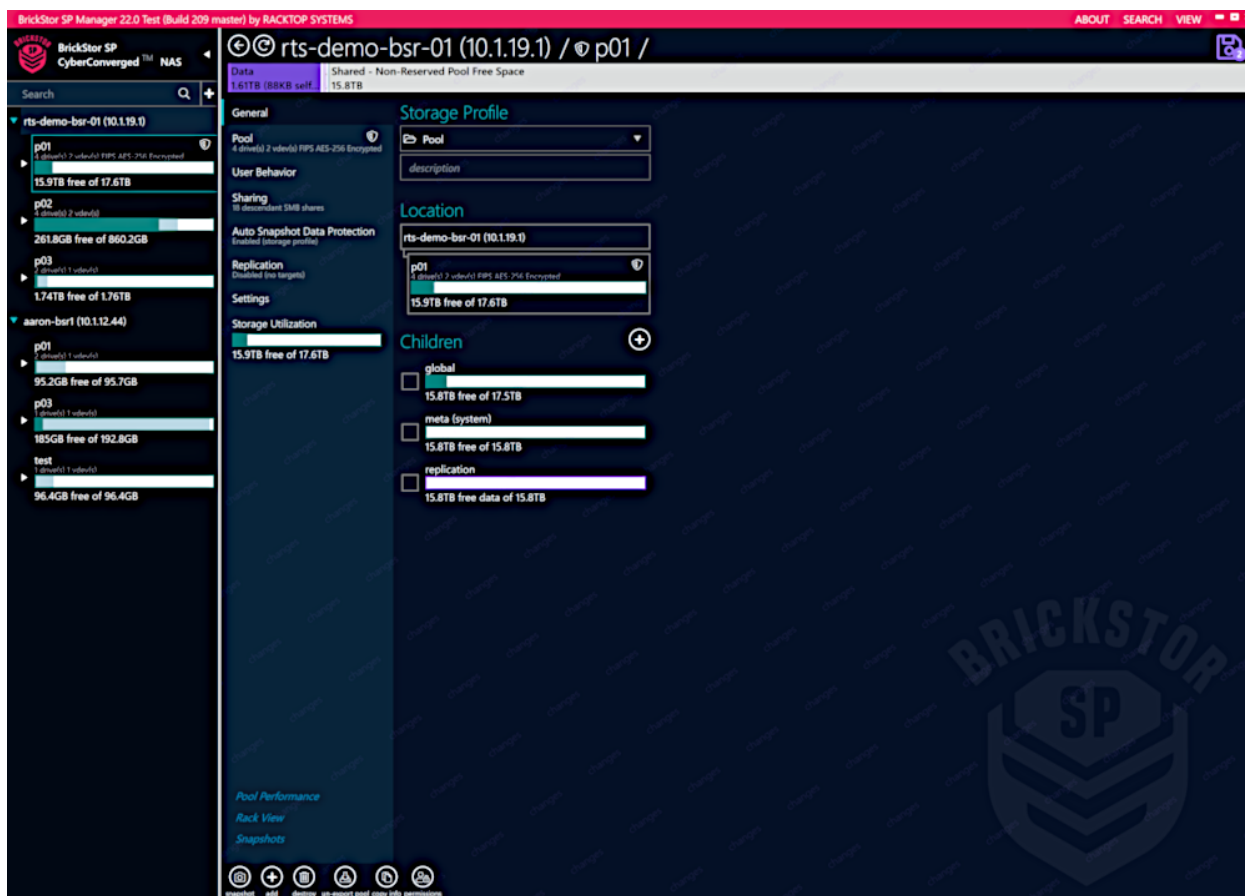 BrickStor SP Manager 22.0 Test (Build 209 master) by RACKTOP SYSTEMS
ABOUT SEARCH VIEW
BRICKSTOR
SP
BrickStor SP
CyberConverged TM NAS
Search
rts-demo-bsr-01 (10.1.19.1)
p01
4 drive(s) 2 vdev(s) FIPS AES-256 Encrypted
15.9TB free of 17.6TB
p02
4 drive(s) 2 vdev(s)
261.8GB free of 860.2GB
p03
2 drive(s) 1 vdev(s)
1.74TB free of 1.76TB
aaron-bsr1 (10.1.12.44)
p01
2 drive(s) 1 vdev(s)
95.2GB free of 95.7GB
p03
1 drive(s) 1 vdev(s)
185GB free of 192.8GB
test
1 drive(s) 1 vdev(s)
96.4GB free of 96.4GB
rts-demo-bsr-01 (10.1.19.1) / p01 /
2
Data
1.61TB (88KB self...
Shared - Non-Reserved Pool Free Space
15.8TB
General
Pool
4 drive(s) 2 vdev(s) FIPS AES-256 Encrypted
User Behavior
Sharing
18 descendant SMB shares
Auto Snapshot Data Protection
Enabled (storage profile)
Replication
Disabled (no targets)
Settings
Storage Utilization
15.9TB free of 17.6TB
Pool Performance
Rack View
Snapshots
Storage Profile
Pool
description
Location
rts-demo-bsr-01 (10.1.19.1)
p01
4 drive(s) 2 vdev(s) FIPS AES-256 Encrypted
15.9TB free of 17.6TB
Children
global
15.8TB free of 17.5TB
meta (system)
15.8TB free of 15.8TB
replication
15.8TB free data of 15.8TB
BRICKSTOR
SP
snapshot add destroy un-export pool copy info permissions